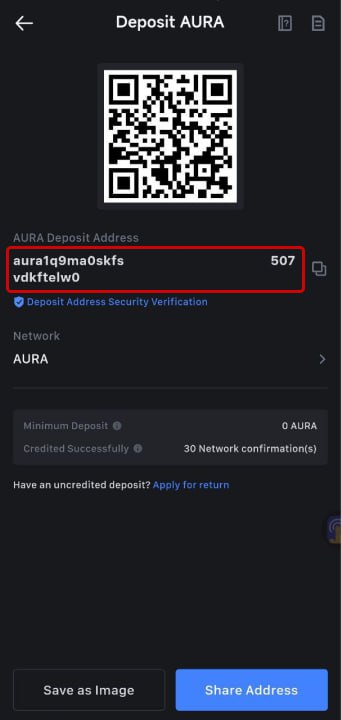 Deposit AURA
AURA Deposit Address
aura1q9ma0skfs 507
vdkftelw0
Deposit Address Security Verification
Network
AURA
Minimum Deposit 0 AURA
Credited Successfully 30 Network confirmation(s)
Have an uncredited deposit? Apply for return
Save as Image Share Address